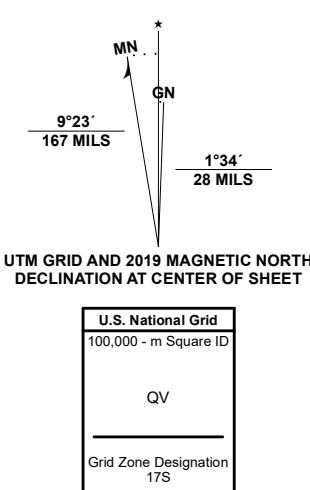 ★
MN
GN
9°23´
167 MILS
1°34´
28 MILS
UTM GRID AND 2019 MAGNETIC NORTH
DECLINATION AT CENTER OF SHEET
U.S. National Grid
100,000 - m Square ID
QV
Grid Zone Designation
17S